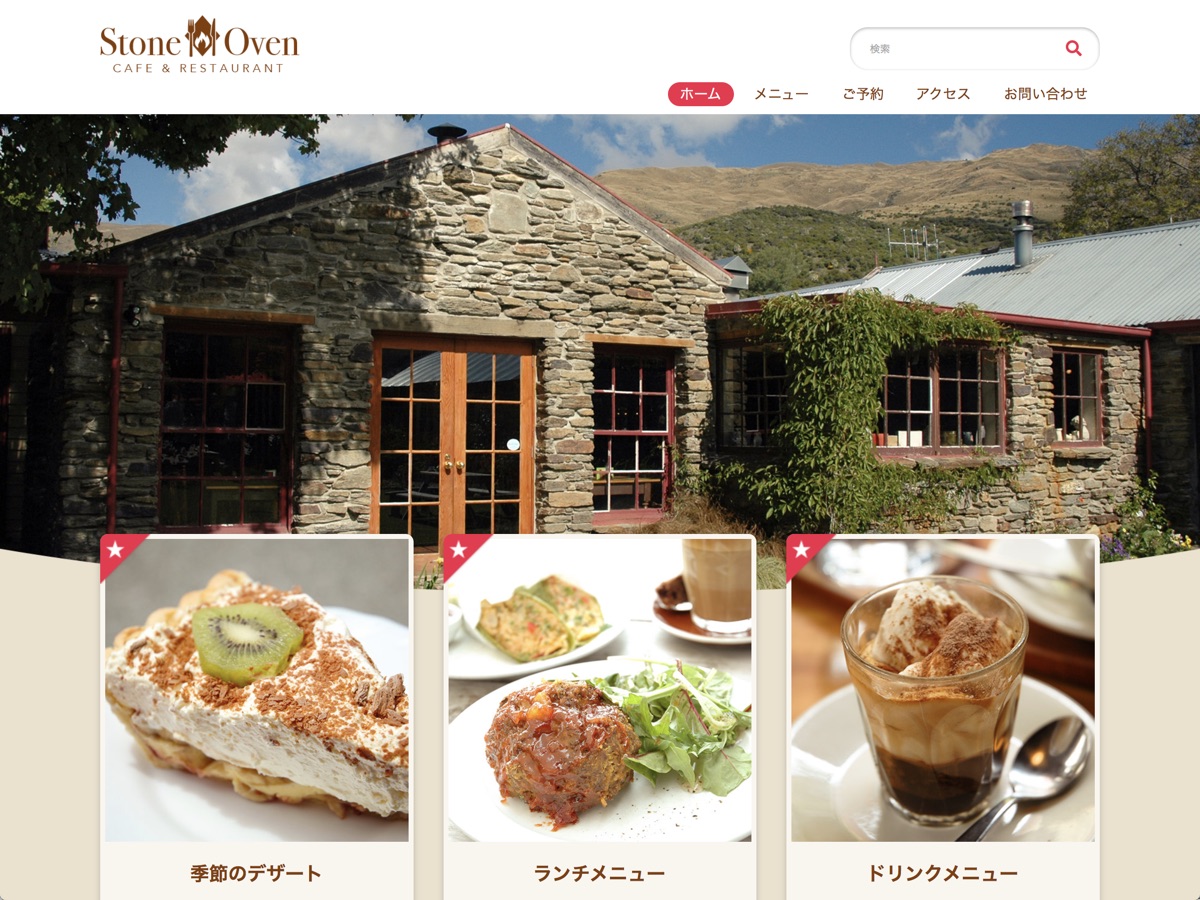 Stone Oven
CAFE & RESTAURANT
検索
ホーム メニュー ご予約 アクセス お問い合わせ
季節のデザート
ランチメニュー
ドリンクメニュー